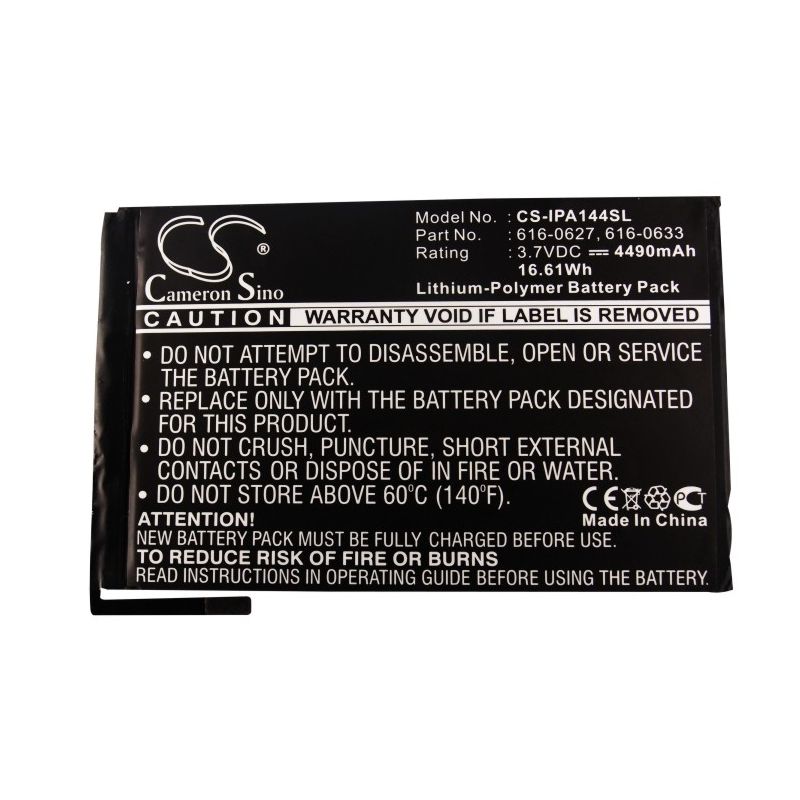 CS
®
Cameron Sino
Model No. : CS-IPA144SL
Part No. : 616-0627, 616-0633
Rating : 3.7VDC ⎓ 4490mAh
16.61Wh
Lithium-Polymer Battery Pack
CAUTION WARRANTY VOID IF LABEL IS REMOVED
• DO NOT ATTEMPT TO DISASSEMBLE, OPEN OR SERVICE
THE BATTERY PACK.
• REPLACE ONLY WITH THE BATTERY PACK DESIGNATED
FOR THIS PRODUCT.
• DO NOT CRUSH, PUNCTURE, SHORT EXTERNAL
CONTACTS OR DISPOSE OF IN FIRE OR WATER.
• DO NOT STORE ABOVE 60°C (140°F).
CE PCT
Made In China
ATTENTION!
NEW BATTERY PACK MUST BE FULLY CHARGED BEFORE USE.
TO REDUCE RISK OF FIRE OR BURNS
READ INSTRUCTIONS OF OPERATING BEFORE USING THE BATTERY.